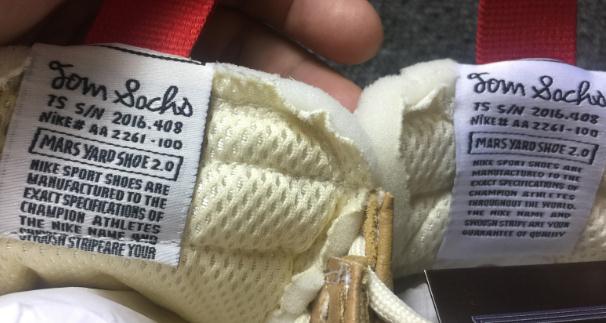 Tom Sachs
TS S/N 2016.408
NIKE# AA 2261-100
MARS YARD SHOE 2.0
NIKE SPORT SHOES ARE
MANUFACTURED TO THE
EXACT SPECIFICATIONS OF
CHAMPION ATHLETES
THE NIKE NAME AND
SWOOSH STRIPE ARE YOUR
Tom Sachs
TS S/N 2016.408
NIKE# AA 2261-100
MARS YARD SHOE 2.0
NIKE SPORT SHOES ARE
MANUFACTURED TO THE
EXACT SPECIFICATIONS OF
CHAMPION ATHLETES
THROUGHOUT THE WORLD.
THE NIKE NAME AND
SWOOSH STRIPE ARE YOUR
GUARANTEE OF QUALITY